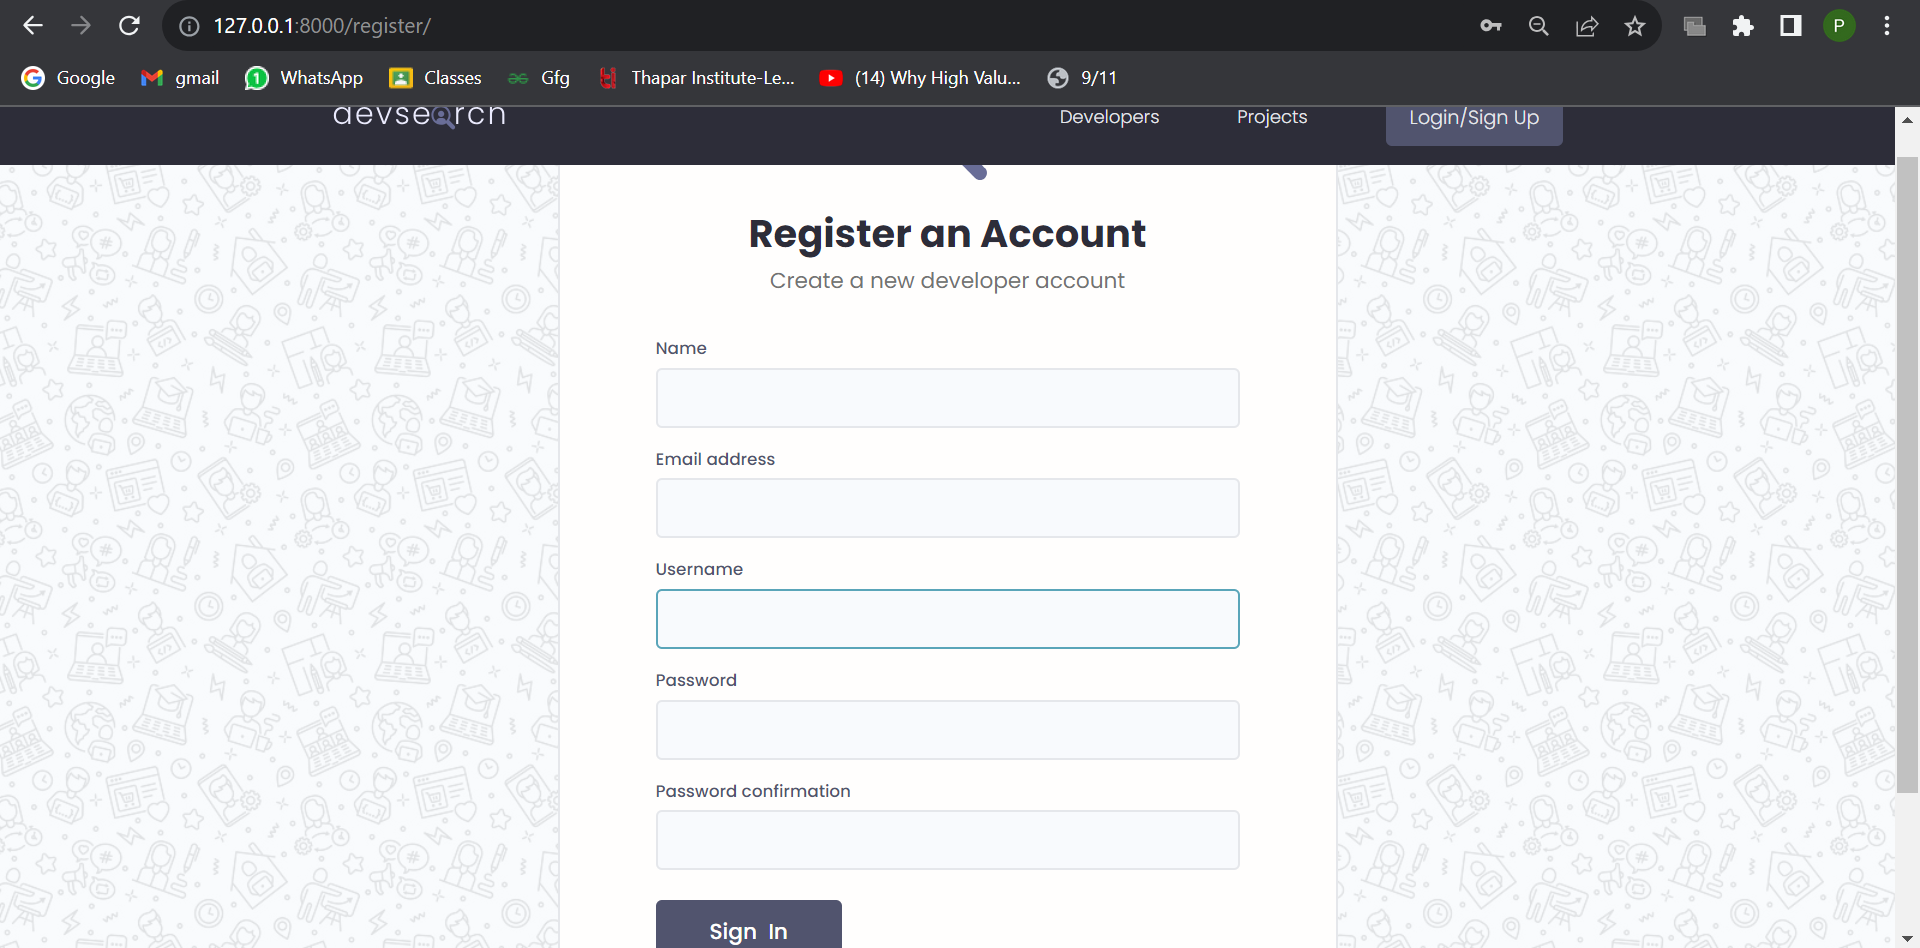 127.0.0.1:8000/register/
Google gmail WhatsApp Classes Gfg Thapar Institute-Le... (14) Why High Valu... 9/11
devsearch Developers Projects Login/Sign Up
Register an Account
Create a new developer account
Name
Email address
Username
Password
Password confirmation
Sign In